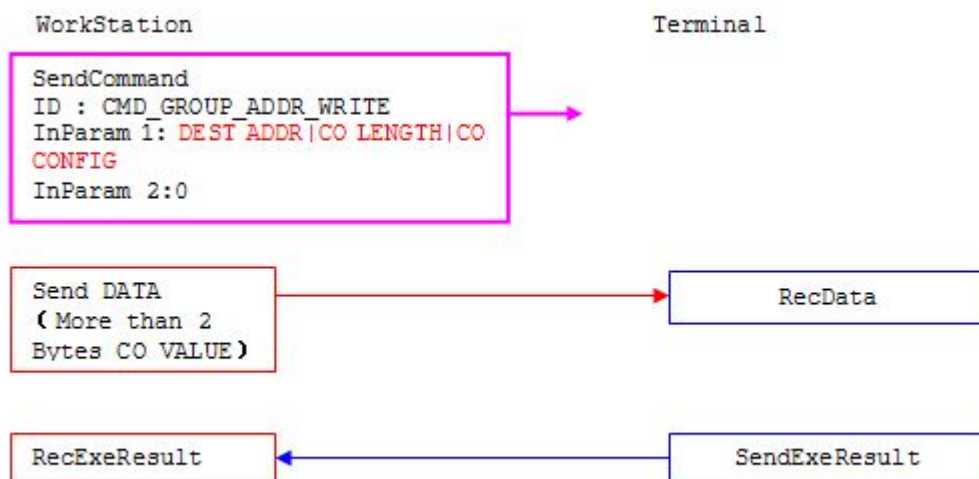 WorkStation
Terminal
SendCommand
ID : CMD_GROUP_ADDR_WRITE
InParam 1: DEST ADDR|CO LENGTH|CO
CONFIG
InParam 2:0
Send DATA
(More than 2
Bytes CO VALUE)
RecData
RecExeResult
SendExeResult